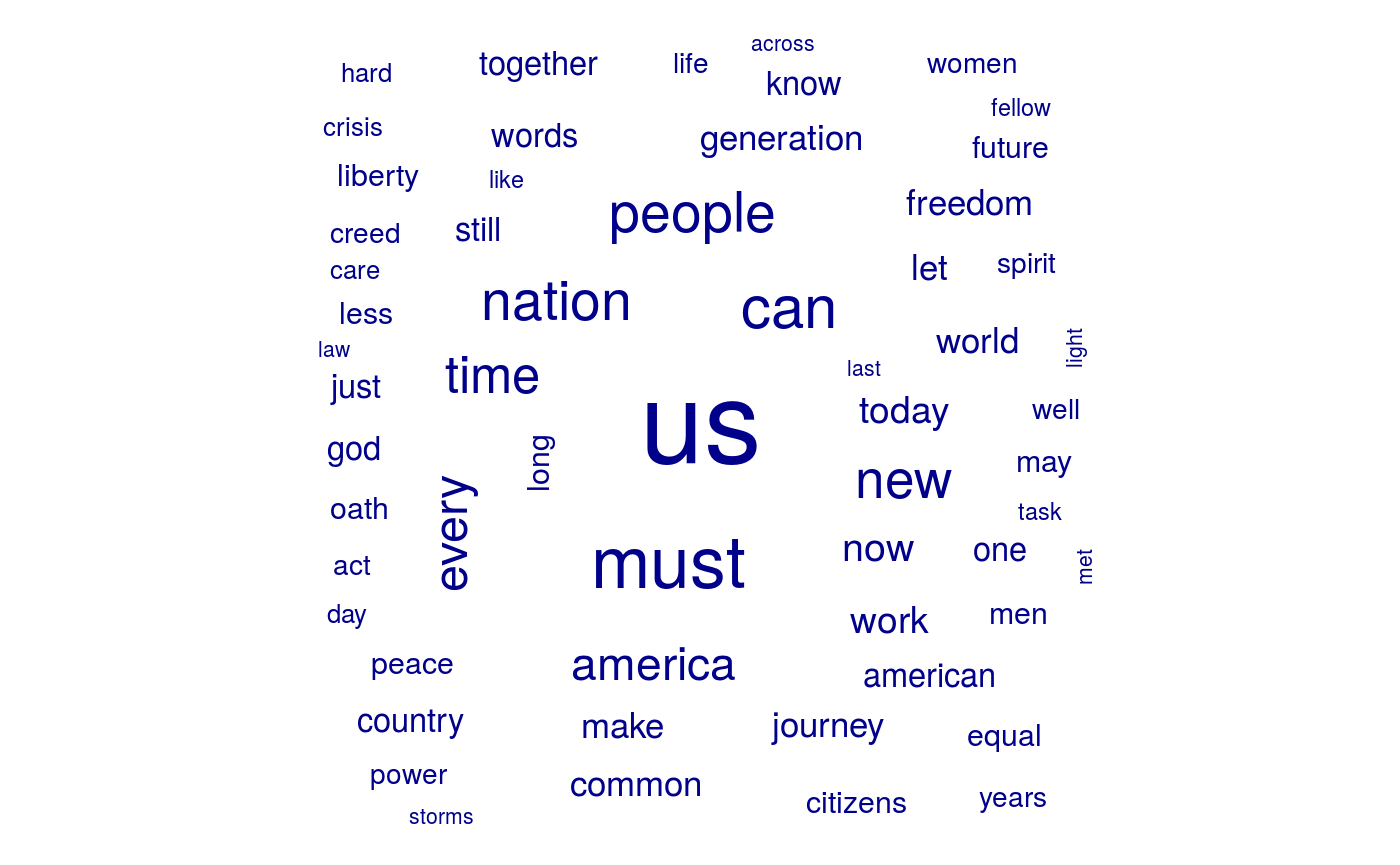 across
hard
together
life
know
women
fellow
crisis
words
generation
future
liberty
like
people
freedom
creed
still
care
let
spirit
less
nation
can
world
light
law
last
just
time
us
today
well
god
long
new
may
oath
every
task
act
must
now
one
met
day
work
men
peace
america
american
country
make
journey
equal
power
common
citizens
years
storms